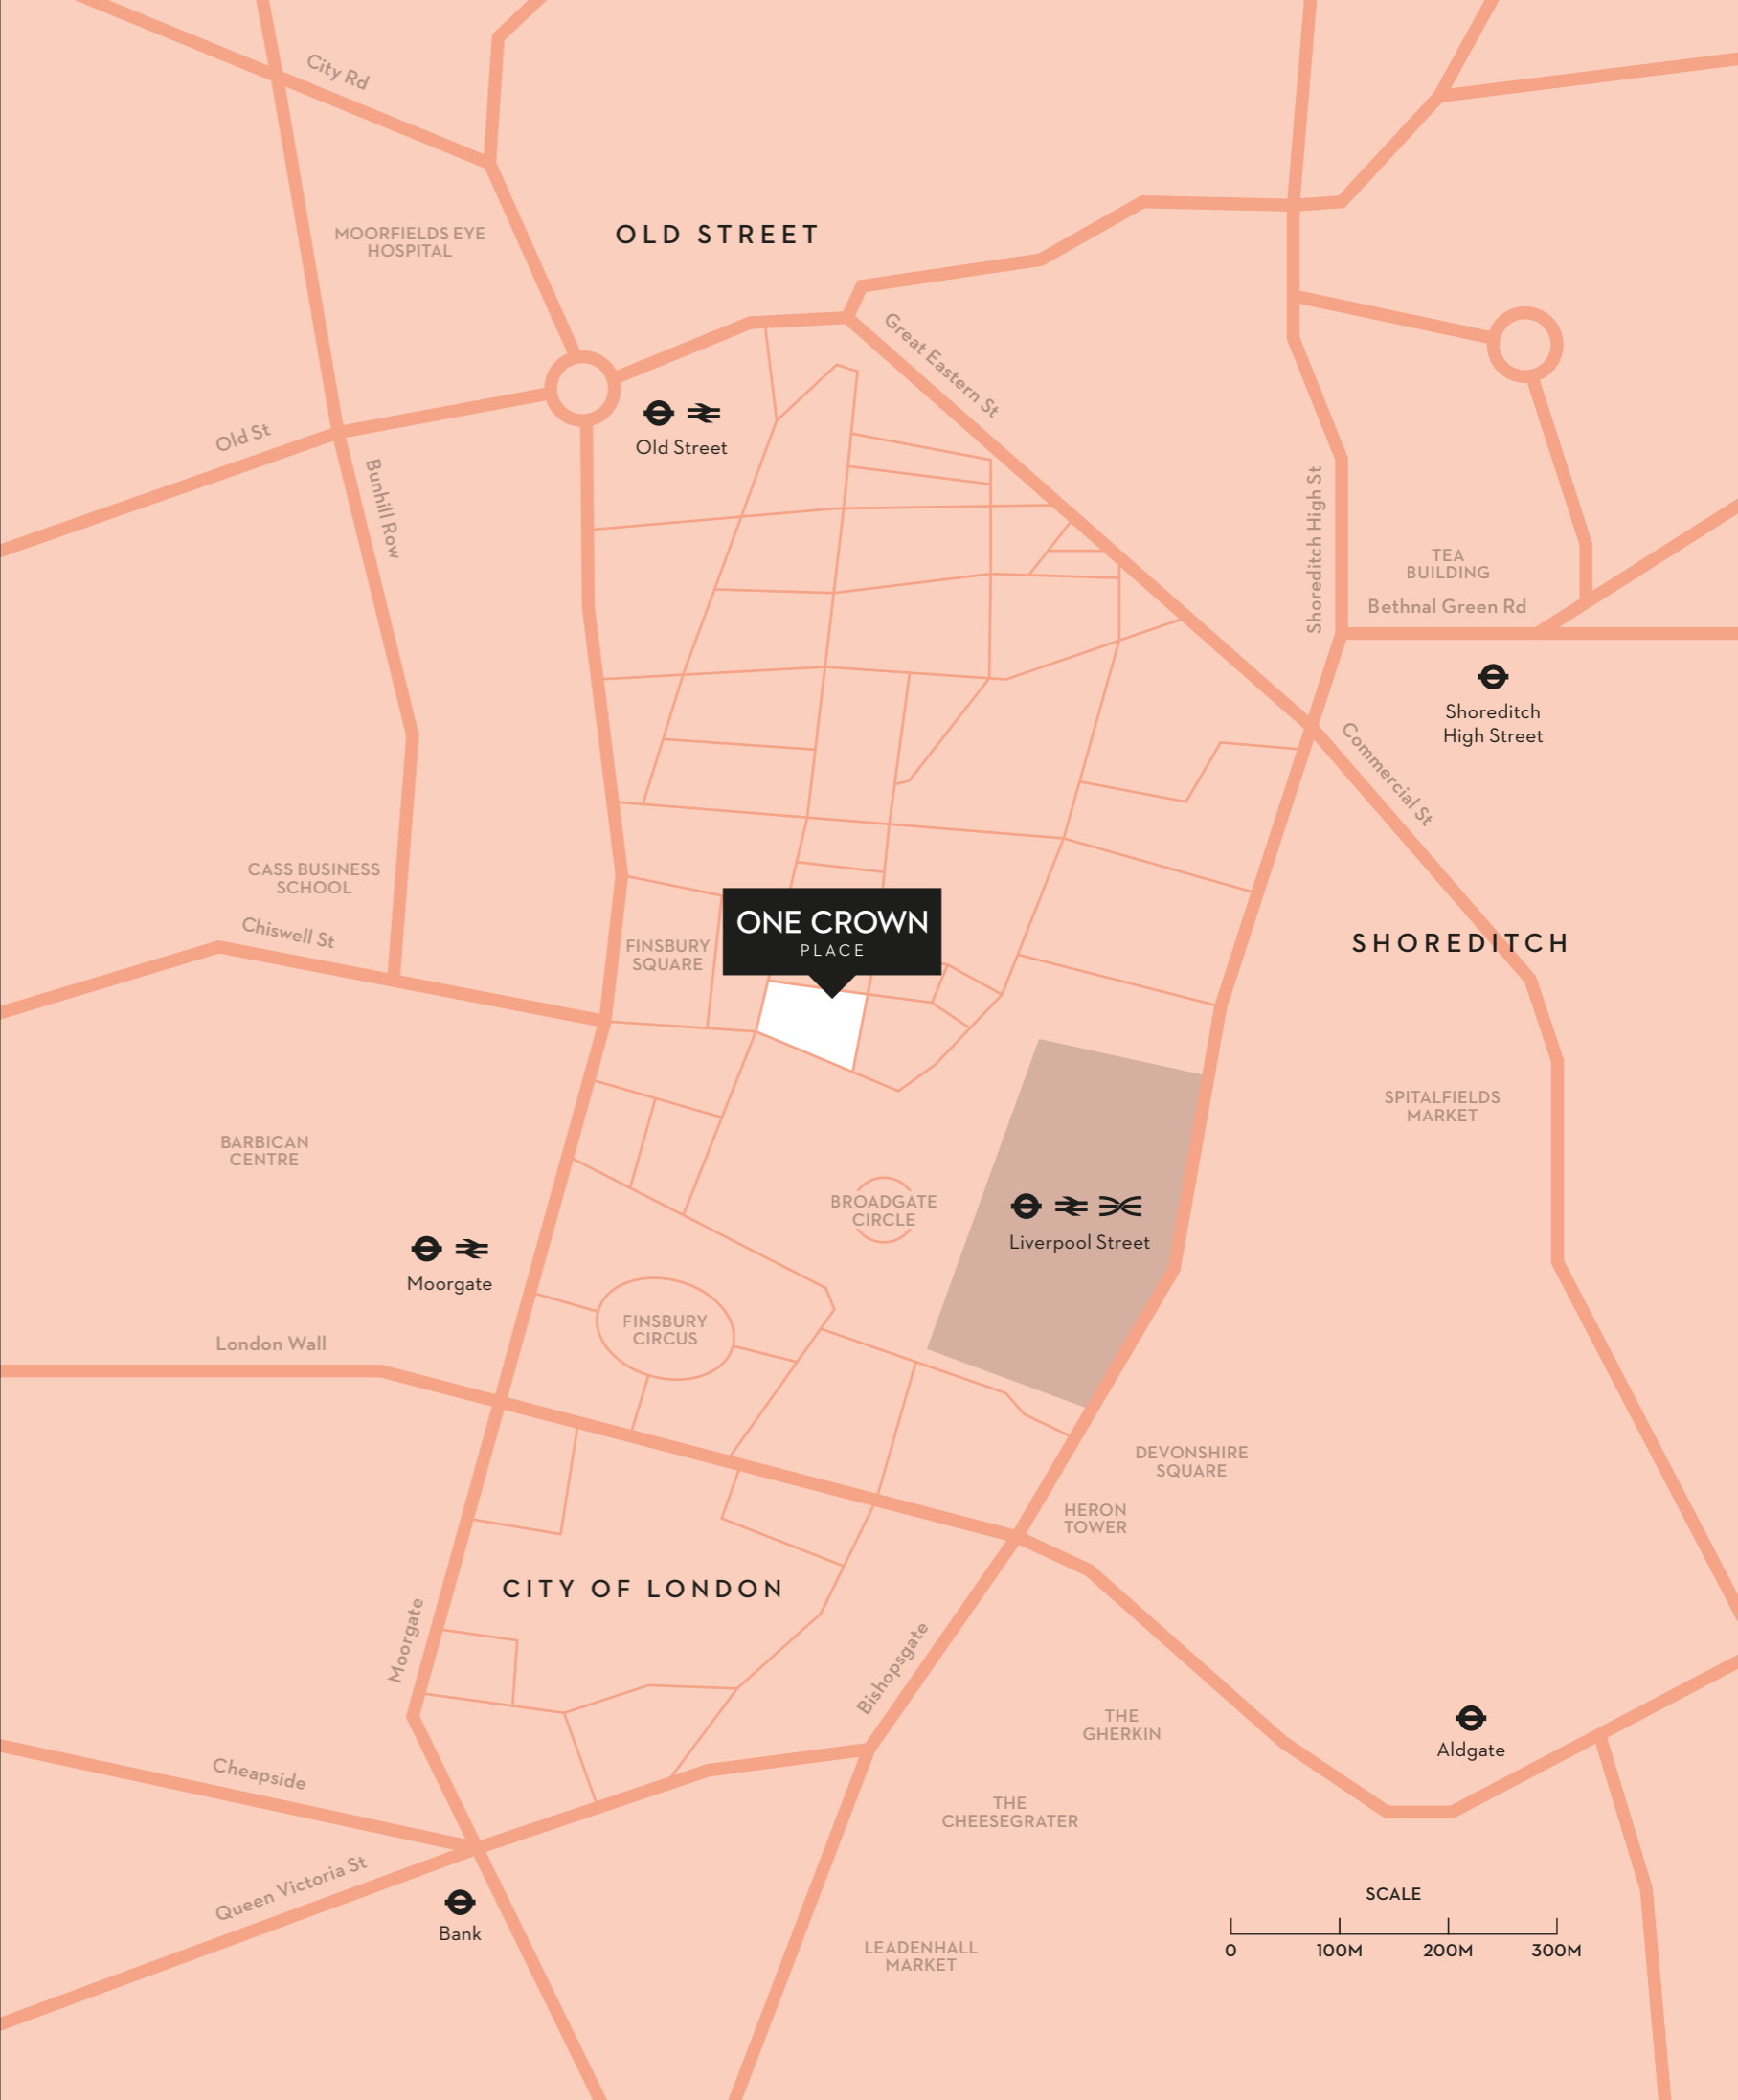 City Rd
MOORFIELDS EYE
HOSPITAL
OLD STREET
Great Eastern St
Old St
Old Street
Bunhill Row
Shoreditch High St
TEA
BUILDING
Bethnal Green Rd
Shoreditch
High Street
Commercial St
CASS BUSINESS
SCHOOL
Chiswell St
FINSBURY
SQUARE
ONE CROWN
PLACE
SHOREDITCH
SPITALFIELDS
MARKET
BARBICAN
CENTRE
BROADGATE
CIRCLE
Liverpool Street
Moorgate
FINSBURY
CIRCUS
London Wall
DEVONSHIRE
SQUARE
HERON
TOWER
CITY OF LONDON
Moorgate
Bishopsgate
THE
GHERKIN
Aldgate
Cheapside
THE
CHEESEGRATER
Queen Victoria St
Bank
LEADENHALL
MARKET
SCALE
0 100M 200M 300M